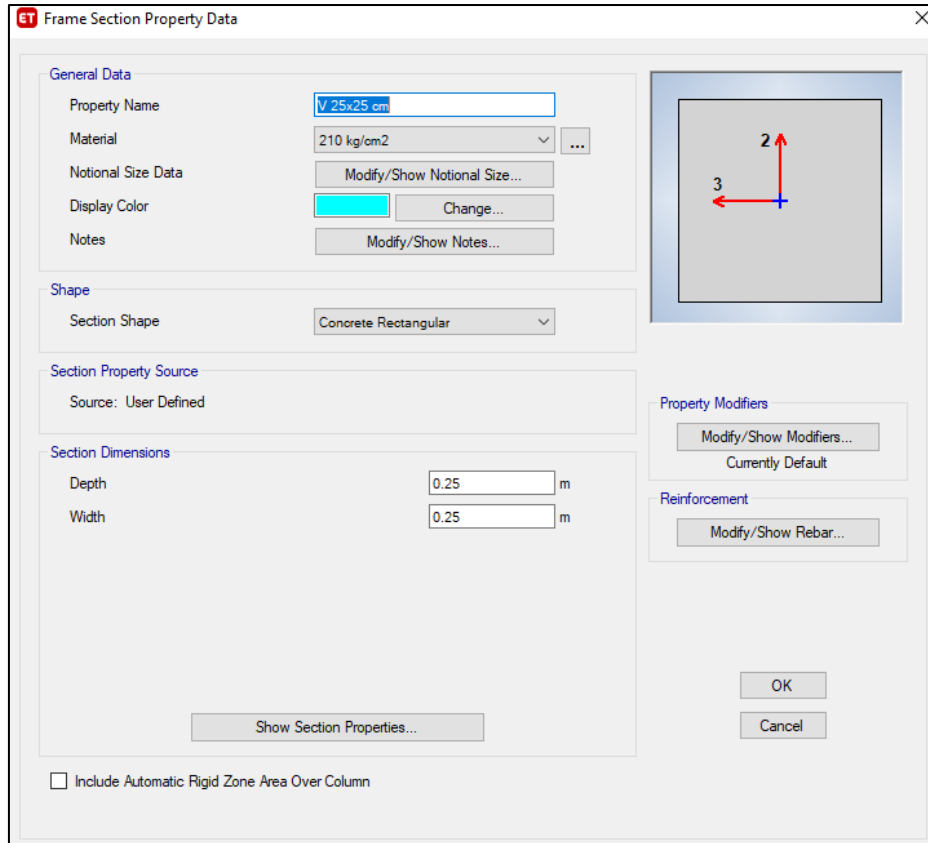 ET Frame Section Property Data
General Data
Property Name V 25x25 cm
Material 210 kg/cm2 ...
Notional Size Data Modify/Show Notional Size...
Display Color Change...
Notes Modify/Show Notes...
2
3
Shape
Section Shape Concrete Rectangular
Section Property Source
Source: User Defined
Property Modifiers
Modify/Show Modifiers...
Currently Default
Section Dimensions
Depth 0.25 m
Width 0.25 m
Reinforcement
Modify/Show Rebar...
OK
Cancel
Show Section Properties...
Include Automatic Rigid Zone Area Over Column